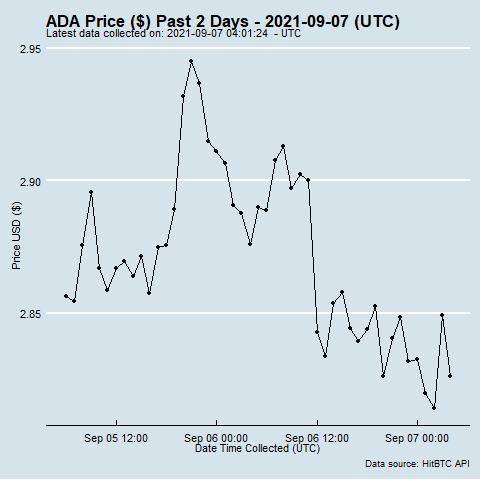 ADA Price ($) Past 2 Days - 2021-09-07 (UTC)
Latest data collected on: 2021-09-07 04:01:24  - UTC
2.95
2.90
2.85
Price USD ($)
Sep 05 12:00
Sep 06 00:00
Sep 06 12:00
Sep 07 00:00
Date Time Collected (UTC)
Data source: HitBTC API